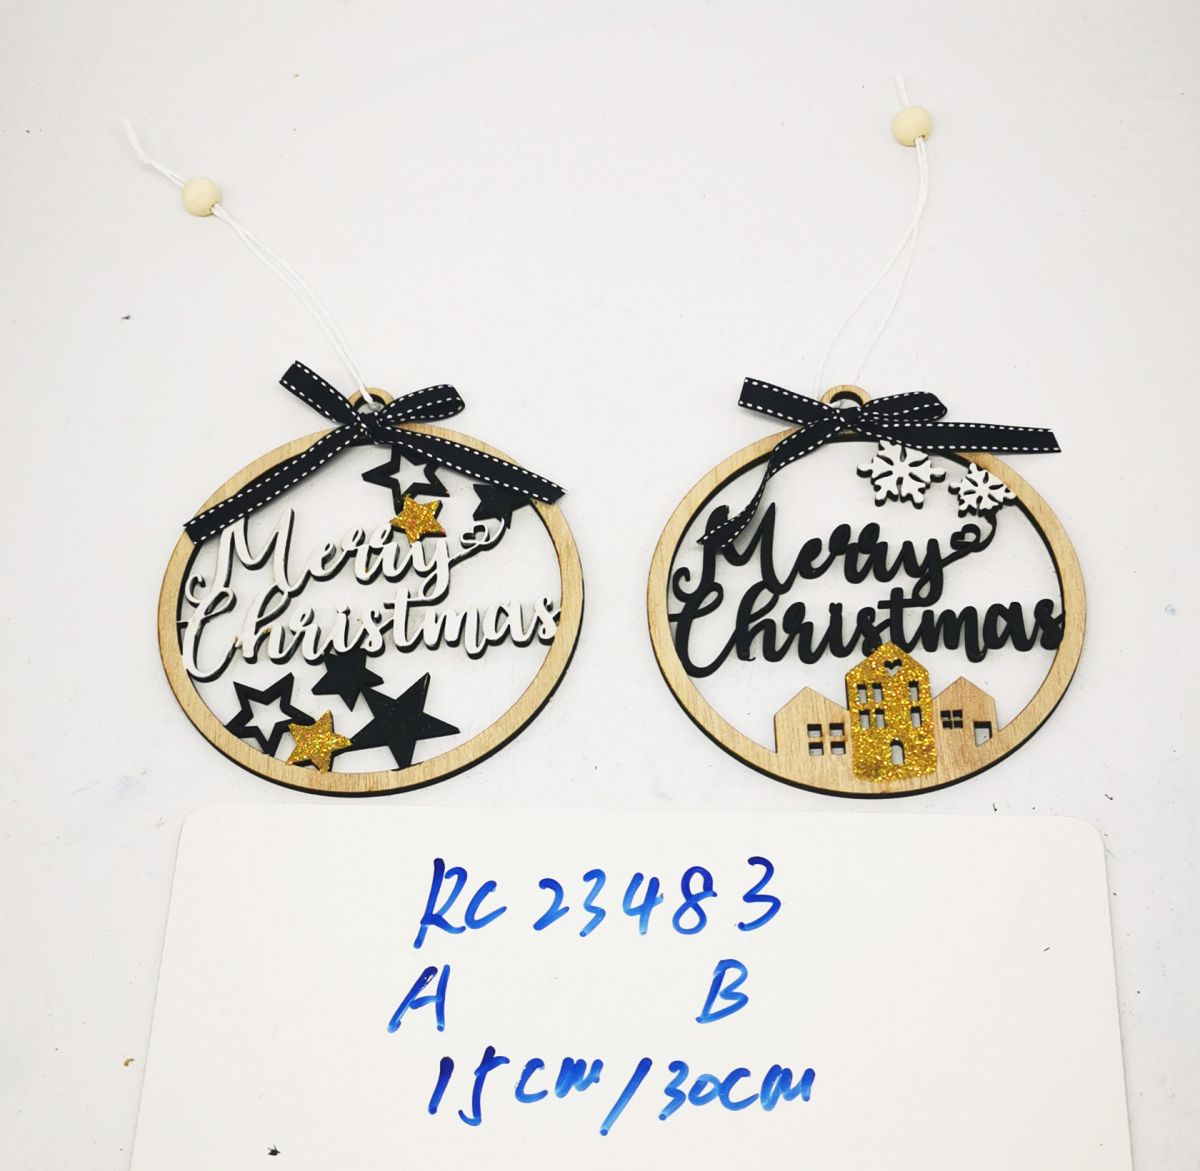 Merry
Christmas
Merry
Christmas
RC23483
A B
15cm/30cm